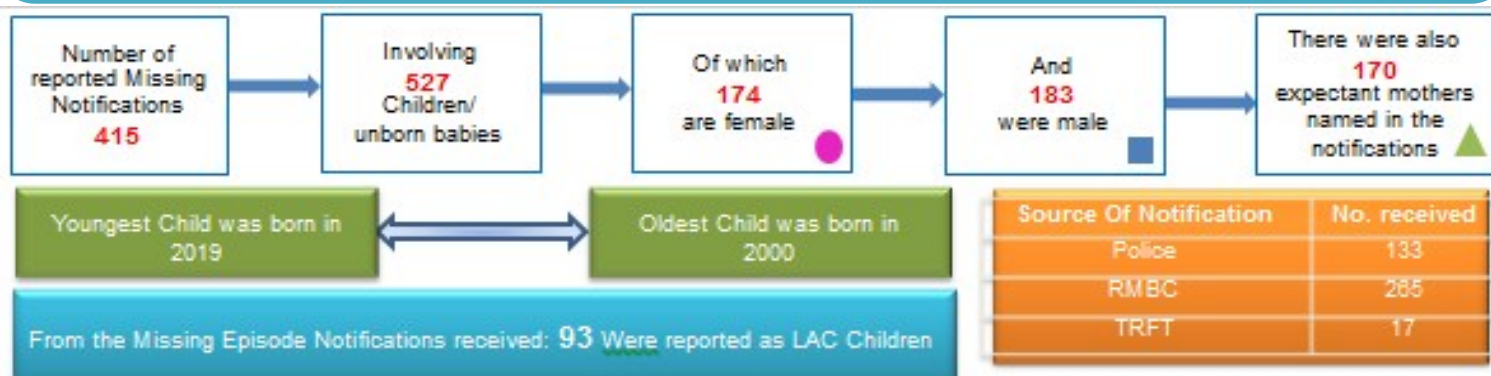 Number of
reported Missing
Notifications
415
Involving
527
Children/
unborn babies
Of which
174
are female
And
183
were male
There were also
170
expectant mothers
named in the
notifications
Youngest Child was born in
2019
Oldest Child was born in
2000
Source Of Notification No. received
Police 133
RMBC 265
TRFT 17
From the Missing Episode Notifications received: 93 Were reported as LAC Children